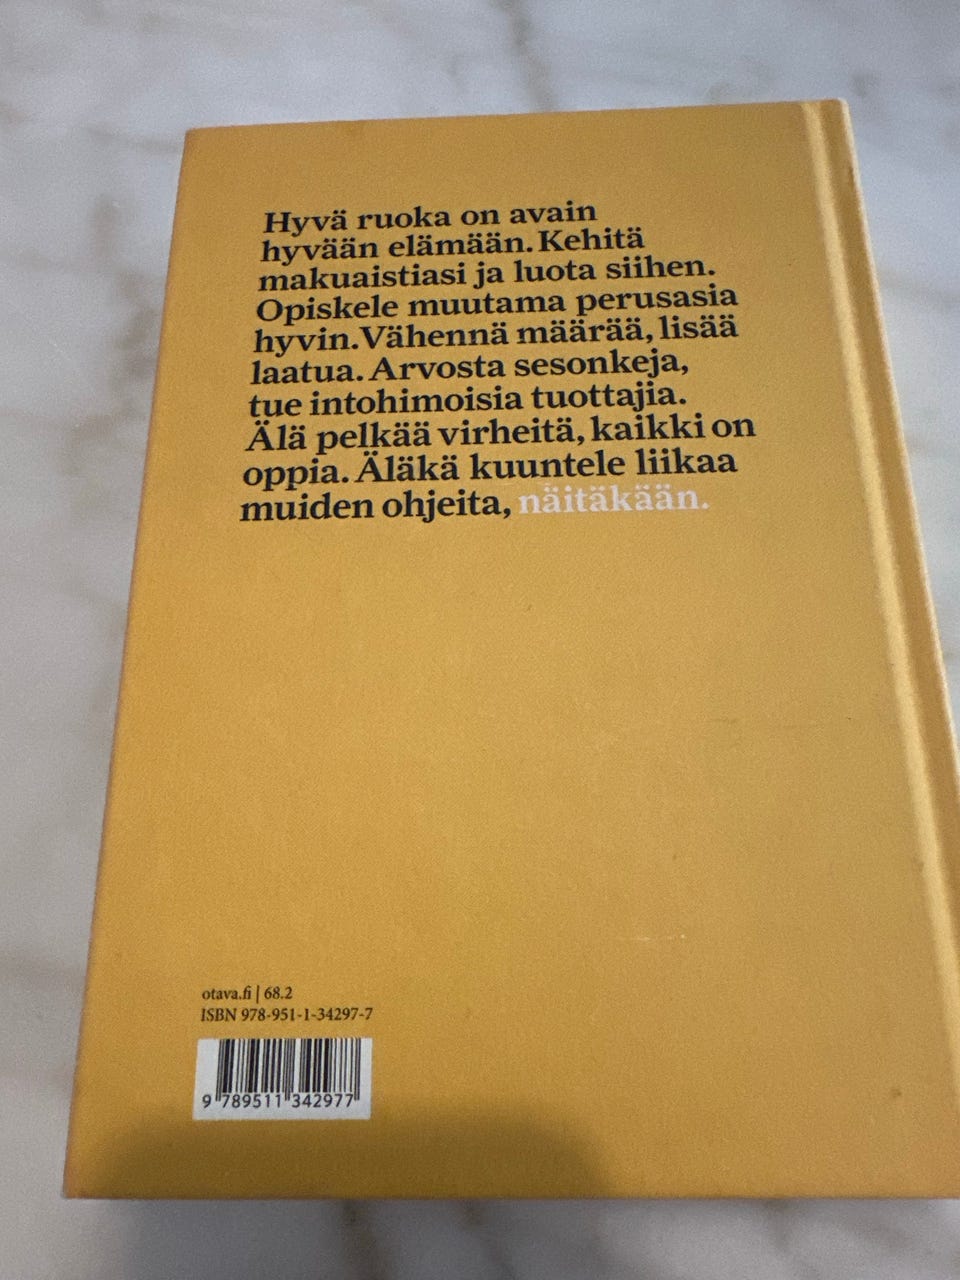 Hyvä ruoka on avain
hyvään elämään. Kehitä
makuaistiasi ja luota siihen.
Opiskele muutama perusasia
hyvin. Vähennä määrää, lisää
laatua. Arvosta sesonkeja,
tue intohimoisia tuottajia.
Älä pelkää virheitä, kaikki on
oppia. Äläkä kuuntele liikaa
muiden ohjeita, näitäkään.
otava.fi | 68.2
ISBN 978-951-1-34297-7
9 789511 342977